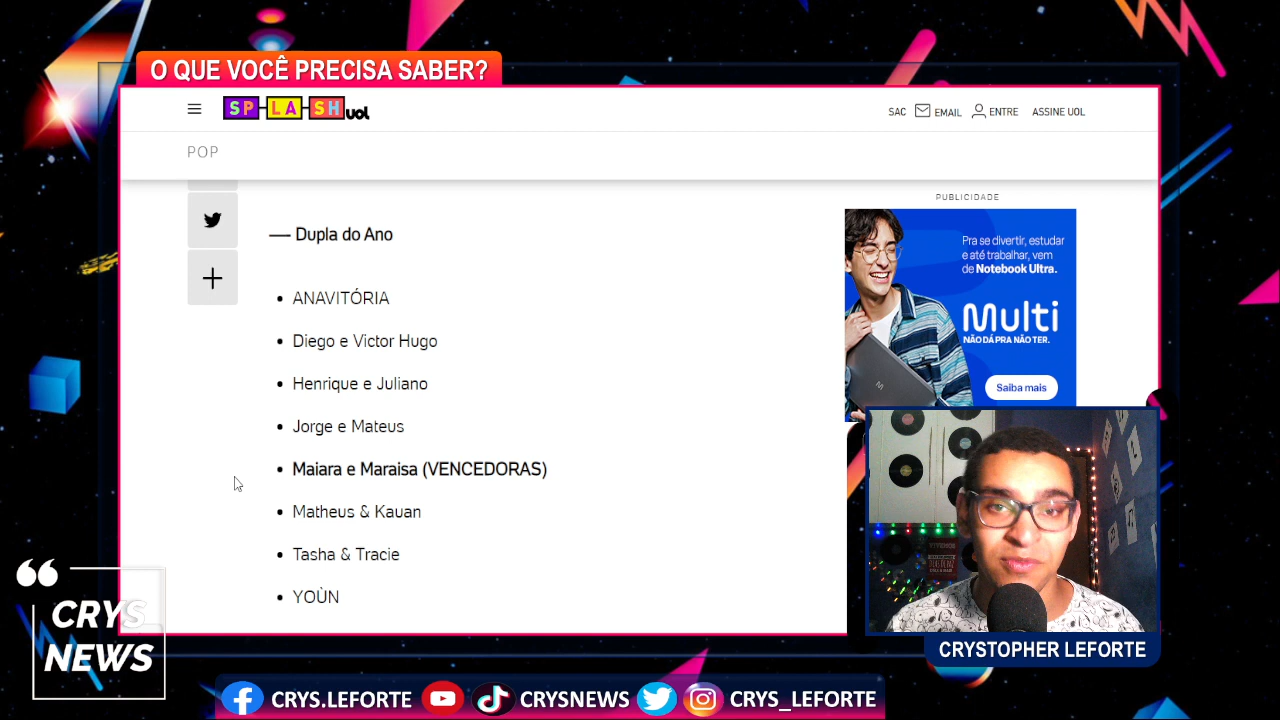 O QUE VOCÊ PRECISA SABER?
SPLASH uol
SAC EMAIL ENTRE ASSINE UOL
POP
PUBLICIDADE
— Dupla do Ano
Pra se divertir, estudar
e até trabalhar, vem
de Notebook Ultra.
Multi
NÃO DÁ PRA NÃO TER.
Saiba mais
• ANAVITÓRIA
• Diego e Victor Hugo
• Henrique e Juliano
• Jorge e Mateus
• Maiara e Maraisa (VENCEDORAS)
• Matheus & Kauan
• Tasha & Tracie
• YOÙN
CRYS
NEWS
CRYSTOPHER LEFORTE
CRYS.LEFORTE CRYSNEWS CRYS_LEFORTE